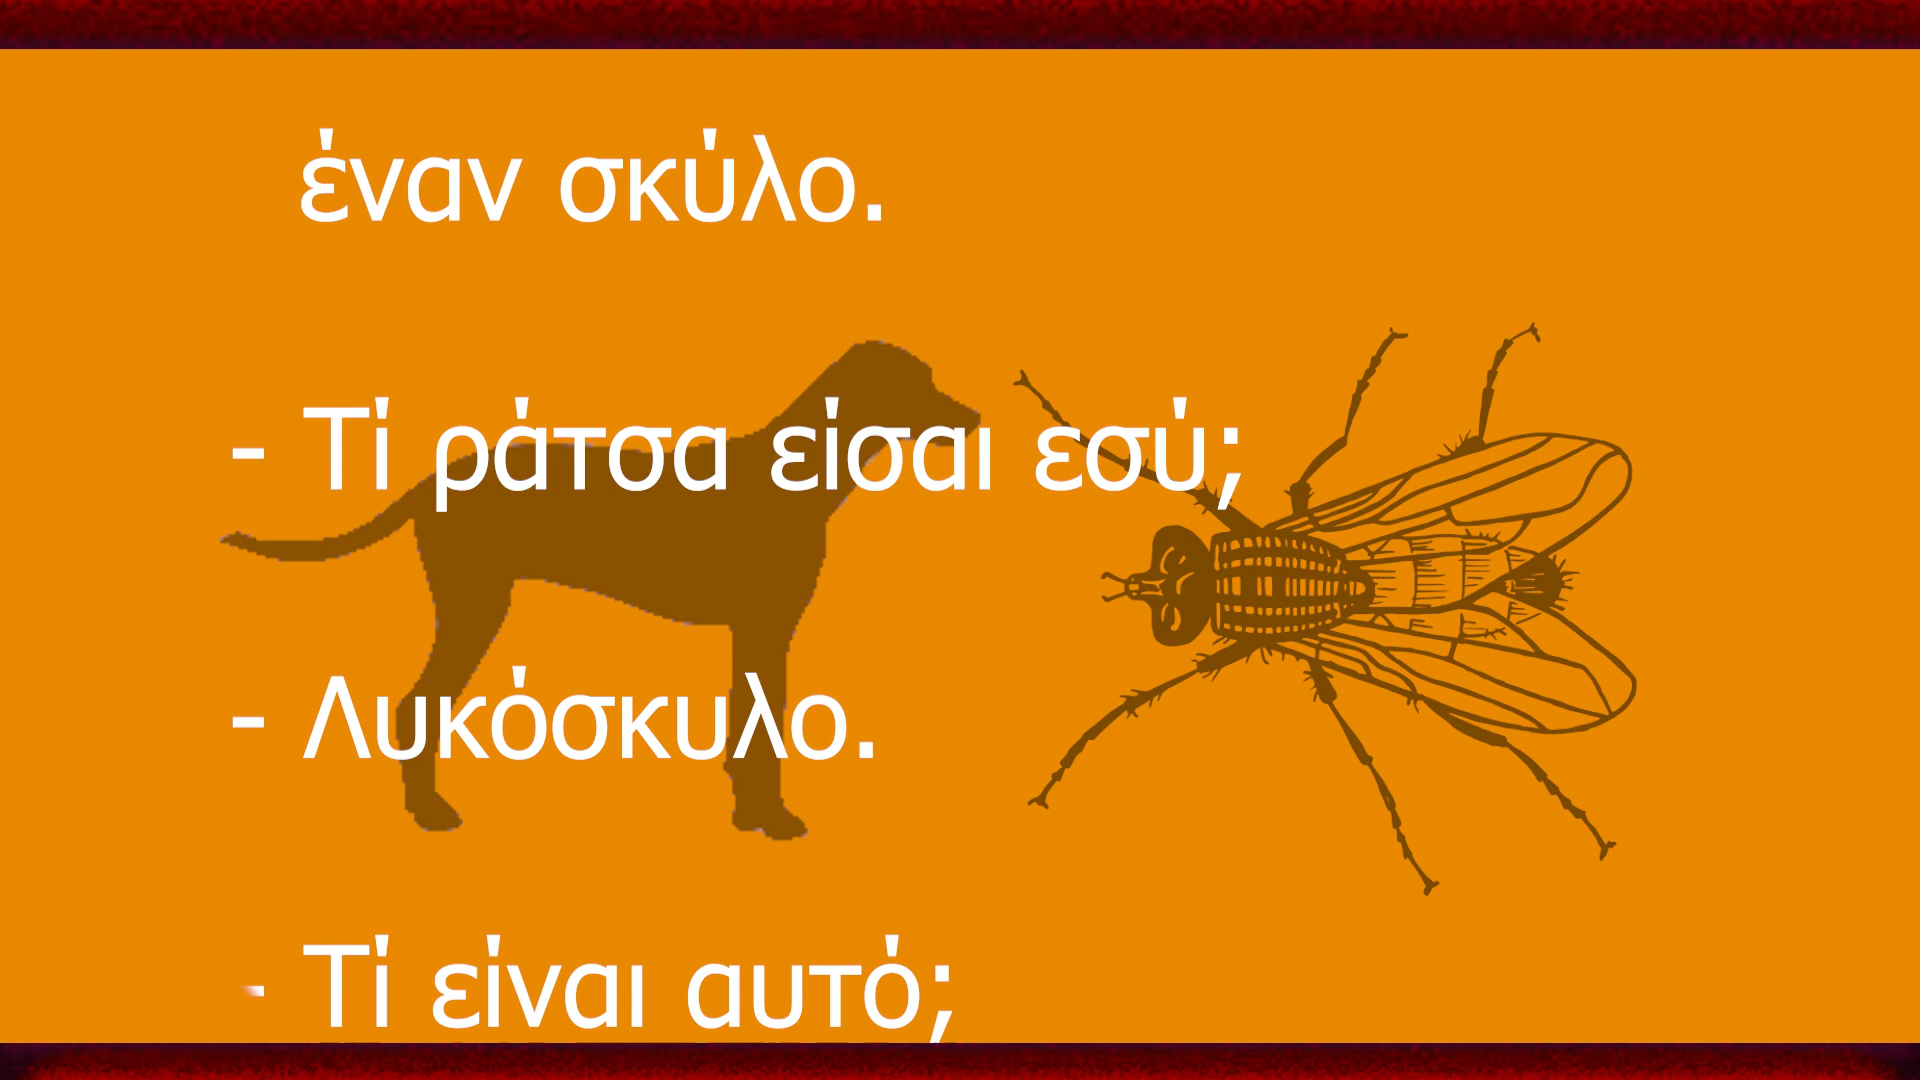 έναν σκύλο.
- Τί ράτσα είσαι εσύ;
- Λυκόσκυλο.
- Τί είναι αυτό;